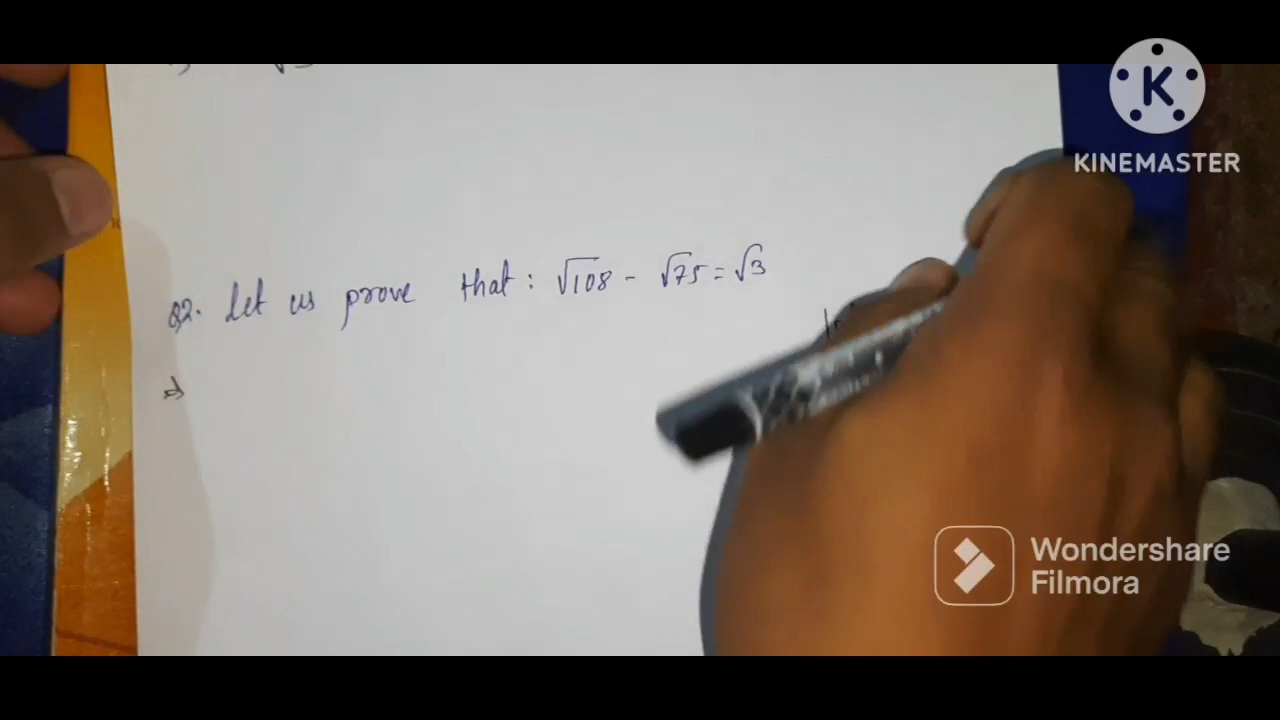 KINEMASTER
Q2. Let us prove that : √108 - √75 = √3
⇒
Wondershare
Filmora